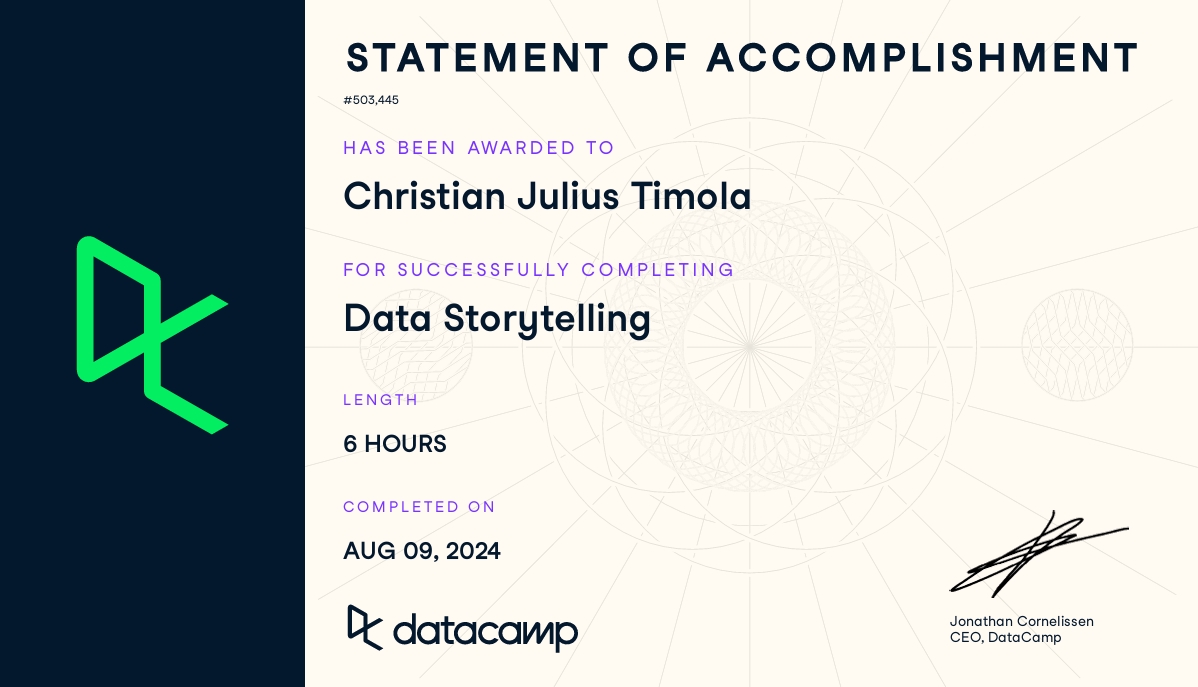 STATEMENT OF ACCOMPLISHMENT
#503,445
HAS BEEN AWARDED TO
Christian Julius Timola
FOR SUCCESSFULLY COMPLETING
Data Storytelling
LENGTH
6 HOURS
COMPLETED ON
AUG 09, 2024
datacamp
Jonathan Cornelissen
CEO, DataCamp